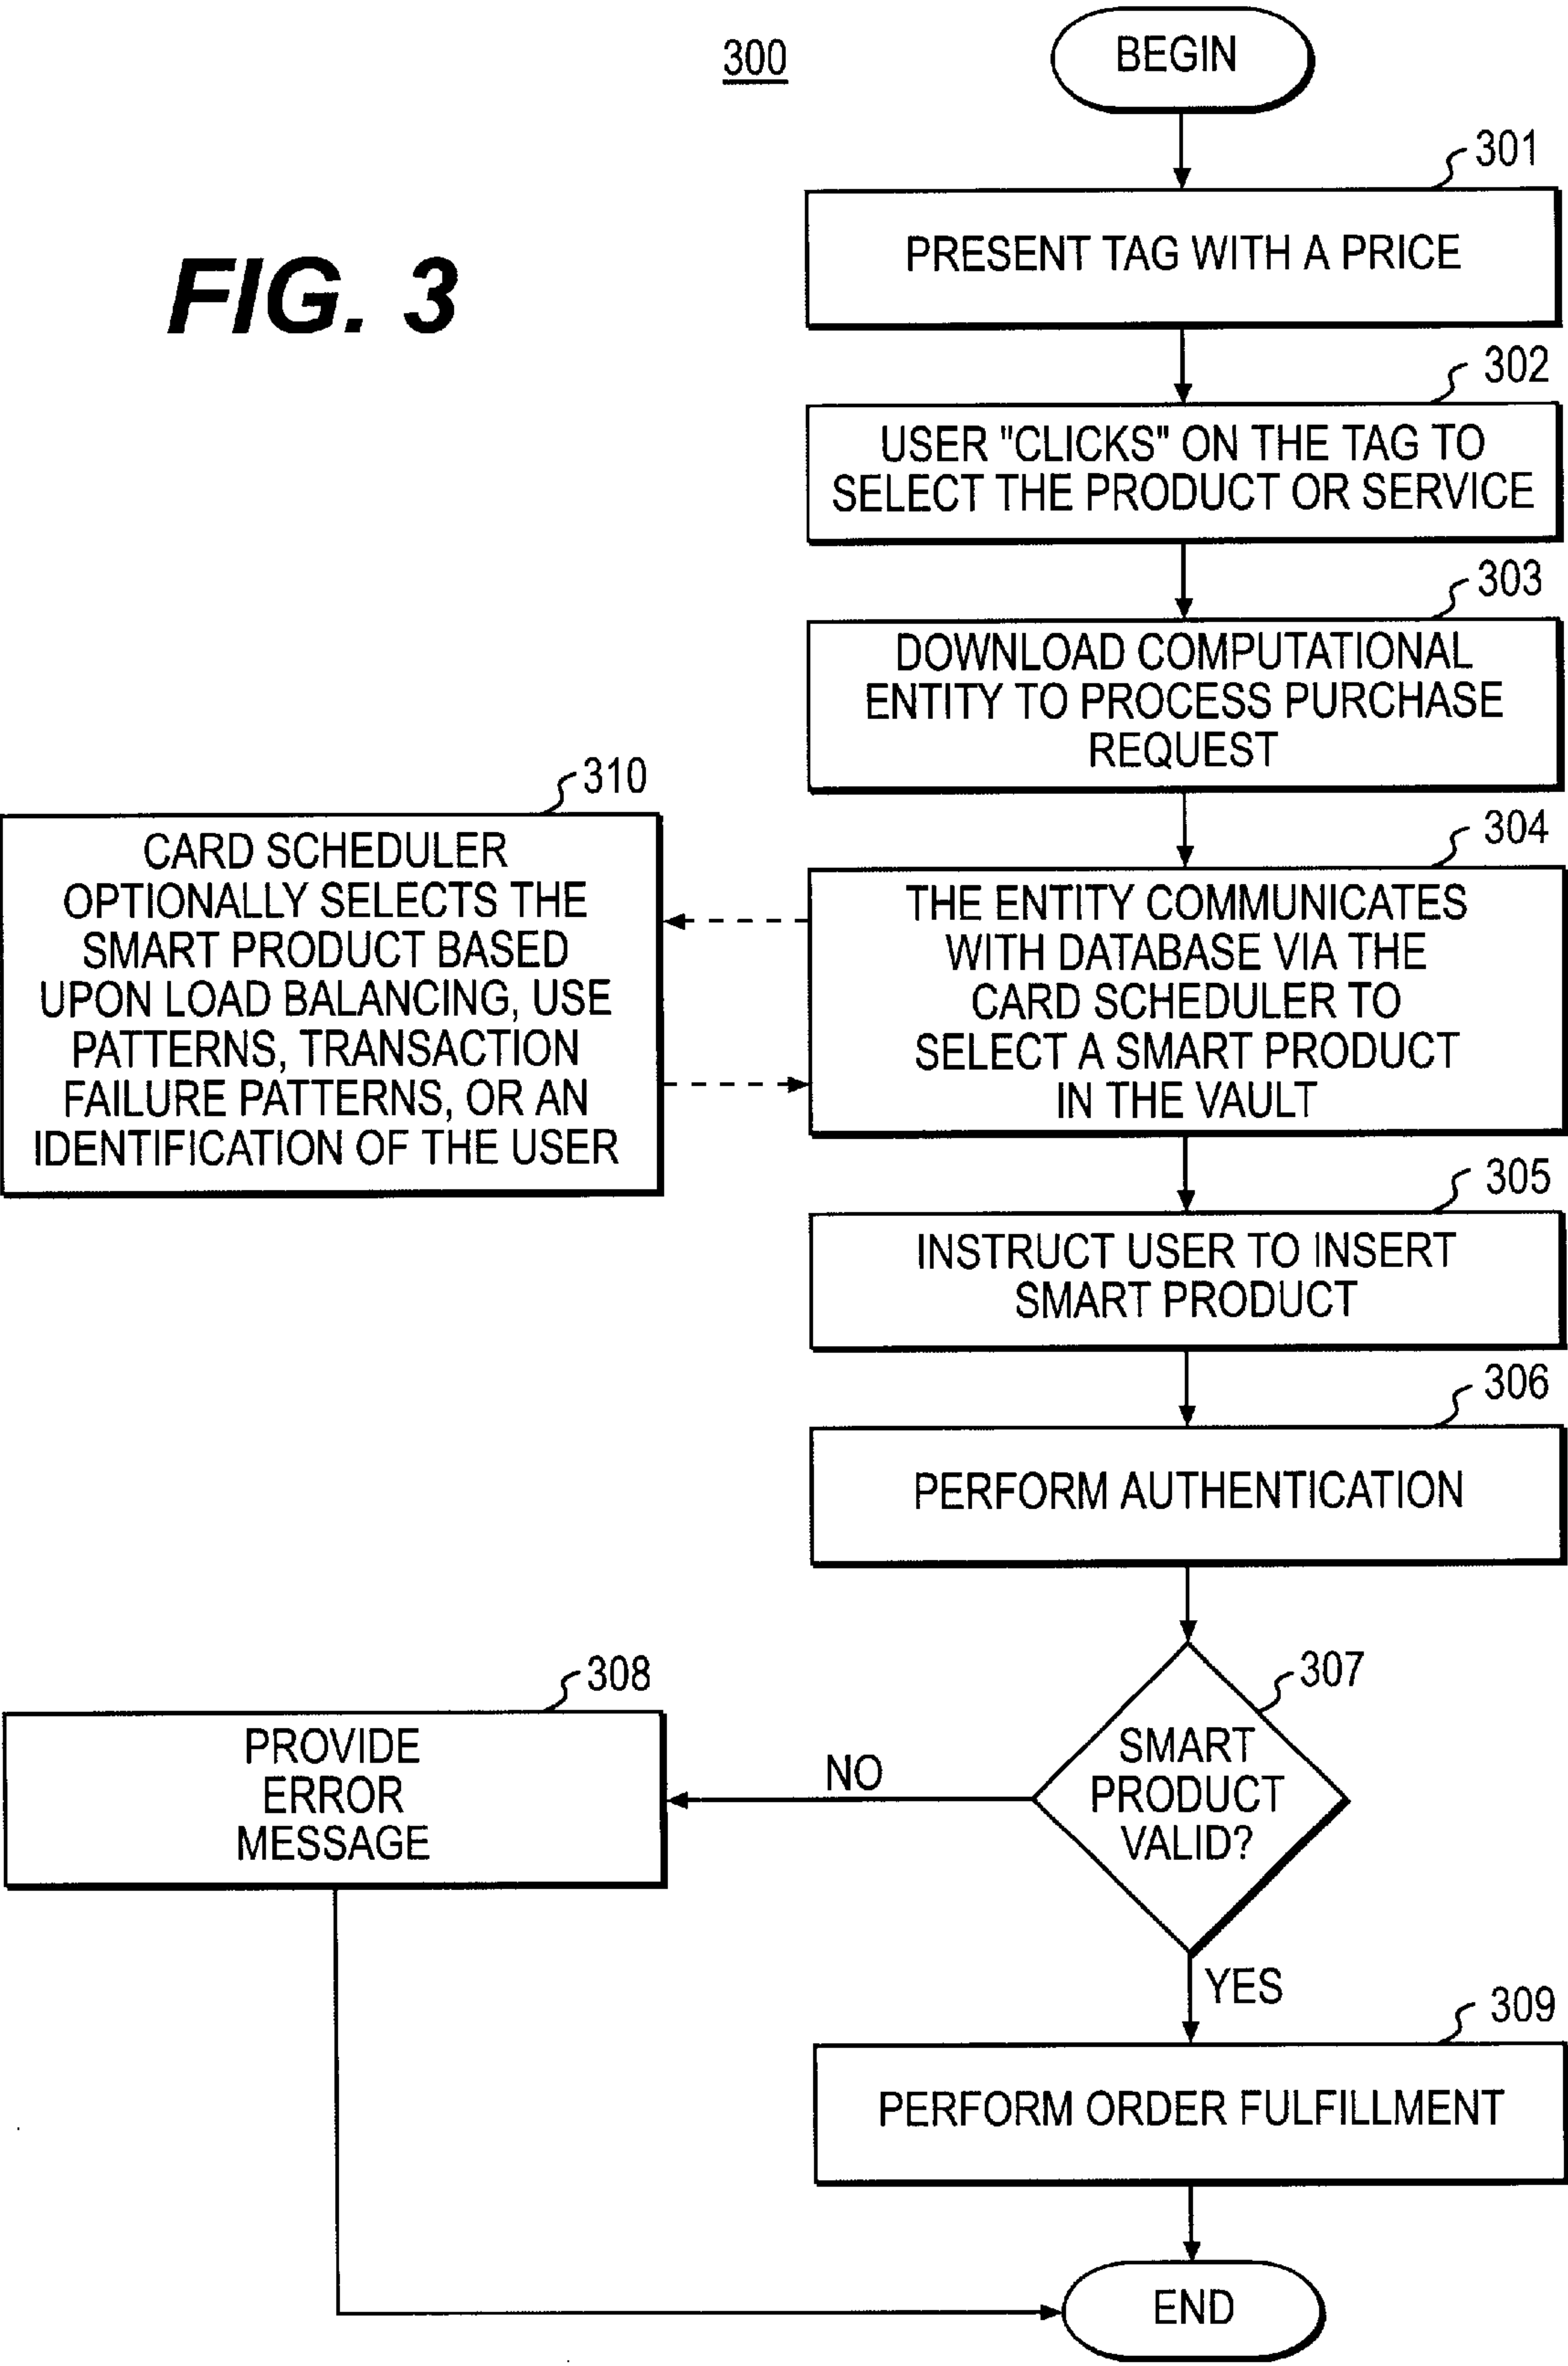 300
BEGIN
FIG. 3
301
PRESENT TAG WITH A PRICE
302
USER "CLICKS" ON THE TAG TO
SELECT THE PRODUCT OR SERVICE
303
DOWNLOAD COMPUTATIONAL
ENTITY TO PROCESS PURCHASE
REQUEST
310
CARD SCHEDULER
OPTIONALLY SELECTS THE
SMART PRODUCT BASED
UPON LOAD BALANCING, USE
PATTERNS, TRANSACTION
FAILURE PATTERNS, OR AN
IDENTIFICATION OF THE USER
304
THE ENTITY COMMUNICATES
WITH DATABASE VIA THE
CARD SCHEDULER TO
SELECT A SMART PRODUCT
IN THE VAULT
305
INSTRUCT USER TO INSERT
SMART PRODUCT
306
PERFORM AUTHENTICATION
307
SMART
PRODUCT
VALID?
NO
308
PROVIDE
ERROR
MESSAGE
YES
309
PERFORM ORDER FULFILLMENT
END